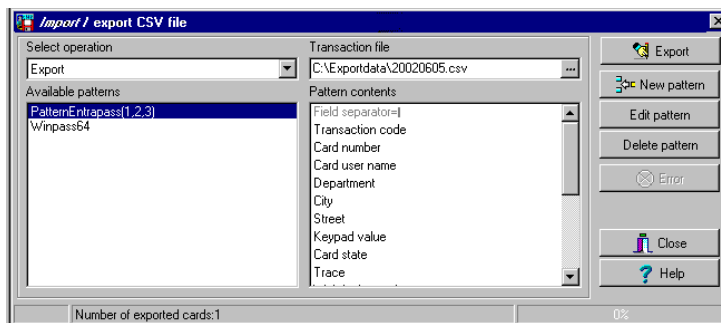 Import / export CSV file
Select operation
Transaction file
Export
C:\Exportdata\20020605.csv
...
Available patterns
Pattern contents
PatternEntrapass(1,2,3)
Winpass64
Field separator=|
Transaction code
Card number
Card user name
Department
City
Street
Keypad value
Card state
Trace
Export
New pattern
Edit pattern
Delete pattern
Error
Close
Help
Number of exported cards:1
0%